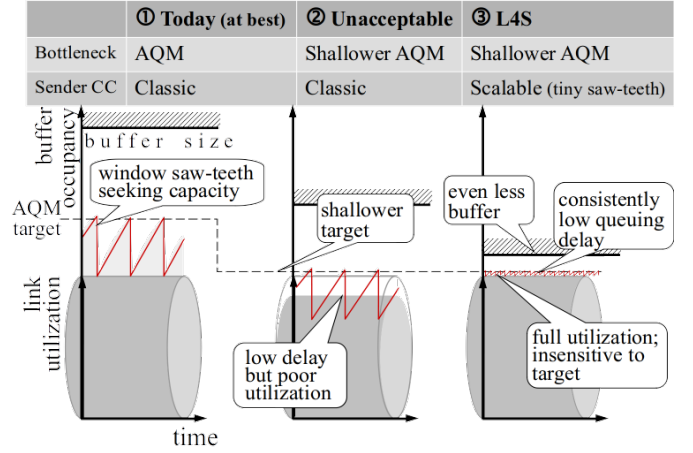 ① Today (at best) ② Unacceptable ③ L4S
Bottleneck AQM Shallower AQM Shallower AQM
Sender CC Classic Classic Scalable (tiny saw-teeth)
buffer
occupancy
buffer size
window saw-teeth
seeking capacity
AQM
target
shallower
target
even less
buffer
consistently
low queuing
delay
link
utilization
low delay
but poor
utilization
full utilization;
insensitive to
target
time